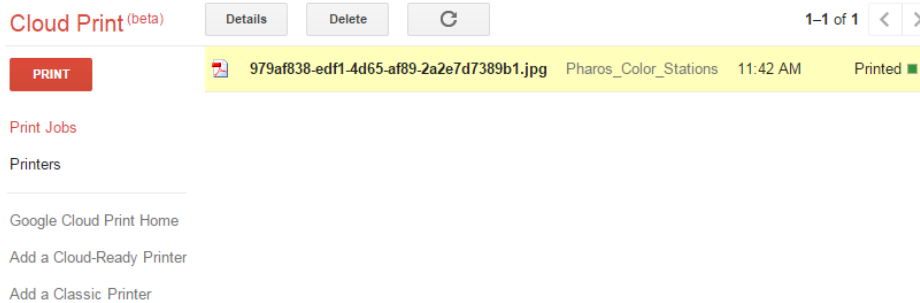 Cloud Print (beta)
Details
Delete
1–1 of 1
PRINT
979af838-edf1-4d65-af89-2a2e7d7389b1.jpg Pharos_Color_Stations 11:42 AM Printed
Print Jobs
Printers
Google Cloud Print Home
Add a Cloud-Ready Printer
Add a Classic Printer